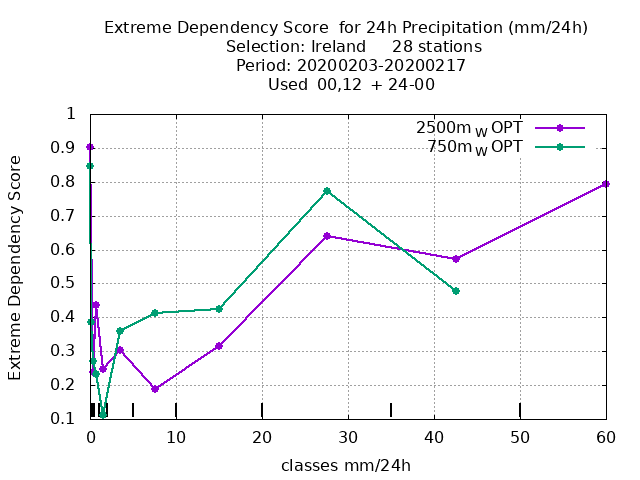 Extreme Dependency Score  for 24h Precipitation (mm/24h)
Selection: Ireland     28 stations
Period: 20200203-20200217
Used  00,12  + 24-00
2500m W OPT
750m W OPT
Extreme Dependency Score
1
0.9
0.8
0.7
0.6
0.5
0.4
0.3
0.2
0.1
0 10 20 30 40 50 60
classes mm/24h